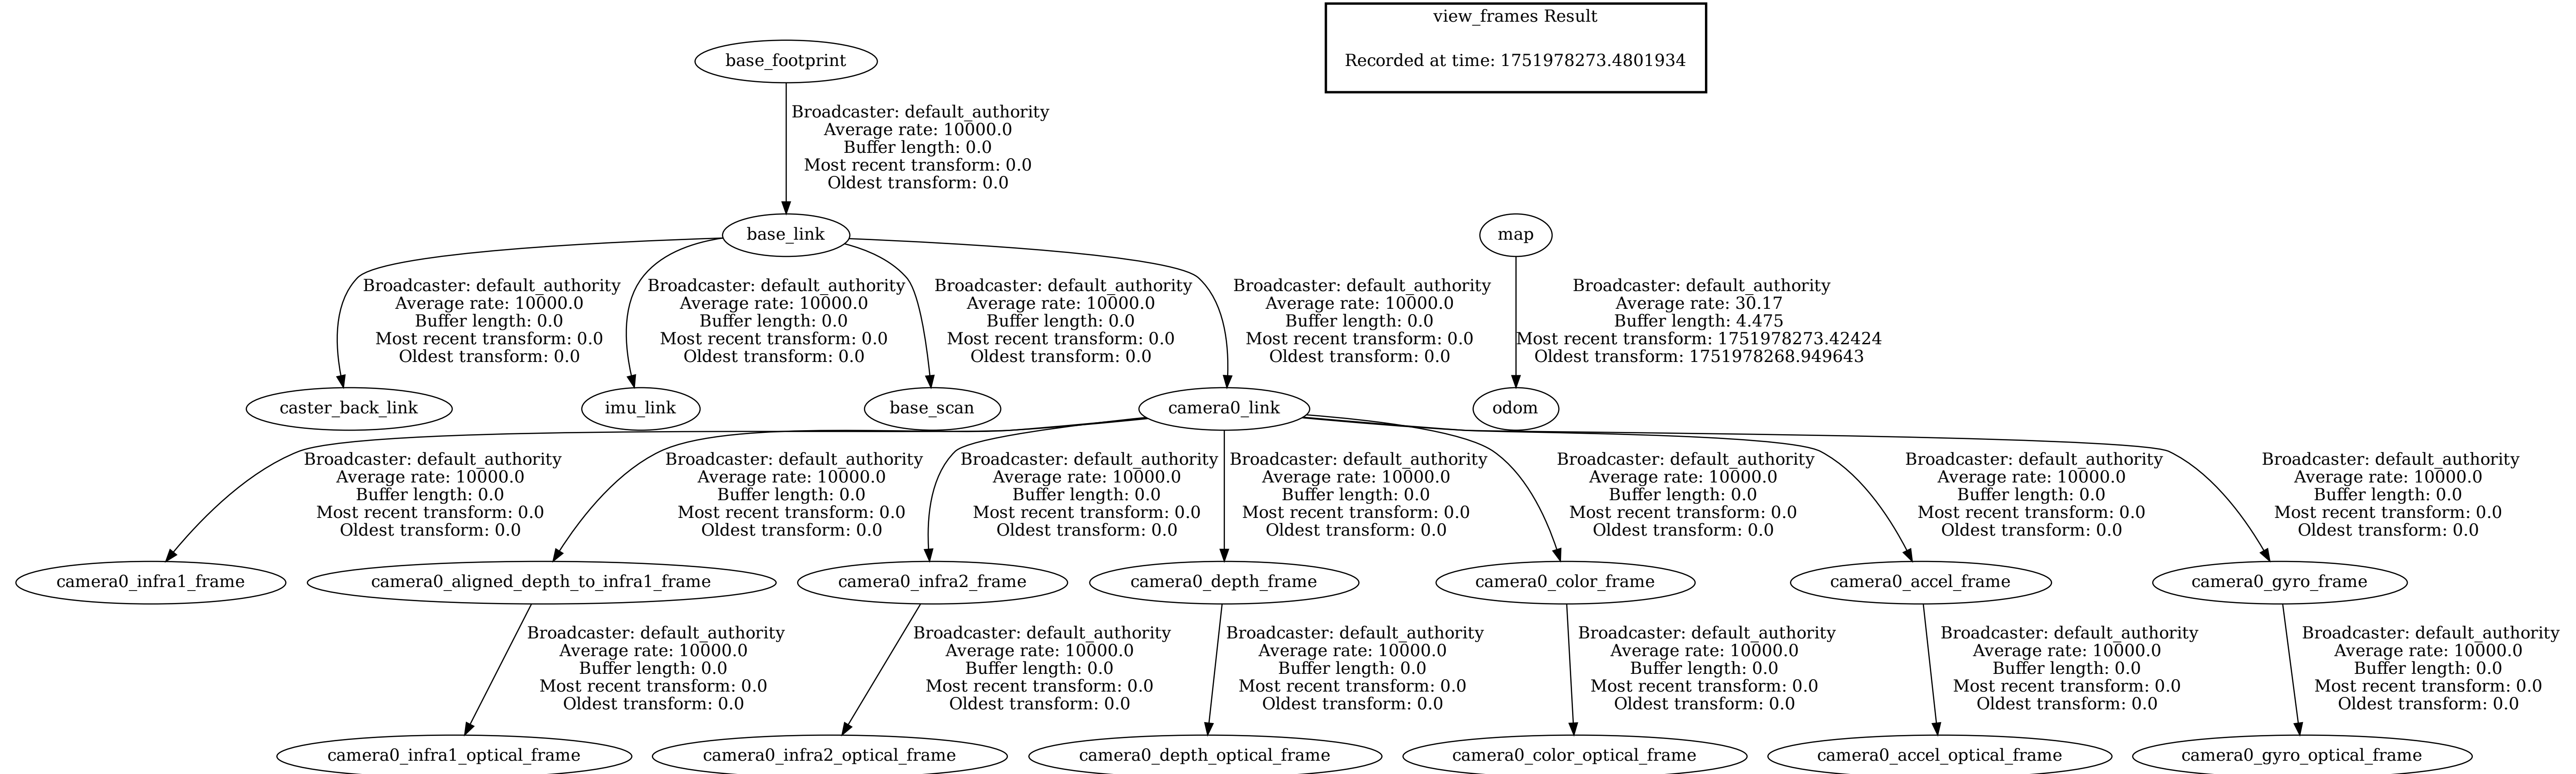 view_frames Result
Recorded at time: 1751978273.4801934
base_footprint
Broadcaster: default_authority
Average rate: 10000.0
Buffer length: 0.0
Most recent transform: 0.0
Oldest transform: 0.0
base_link
map
Broadcaster: default_authority
Average rate: 10000.0
Buffer length: 0.0
Most recent transform: 0.0
Oldest transform: 0.0
Broadcaster: default_authority
Average rate: 10000.0
Buffer length: 0.0
Most recent transform: 0.0
Oldest transform: 0.0
Broadcaster: default_authority
Average rate: 10000.0
Buffer length: 0.0
Most recent transform: 0.0
Oldest transform: 0.0
Broadcaster: default_authority
Average rate: 10000.0
Buffer length: 0.0
Most recent transform: 0.0
Oldest transform: 0.0
Broadcaster: default_authority
Average rate: 30.17
Buffer length: 4.475
Most recent transform: 1751978273.42424
Oldest transform: 1751978268.949643
caster_back_link
imu_link
base_scan
camera0_link
odom
Broadcaster: default_authority
Average rate: 10000.0
Buffer length: 0.0
Most recent transform: 0.0
Oldest transform: 0.0
Broadcaster: default_authority
Average rate: 10000.0
Buffer length: 0.0
Most recent transform: 0.0
Oldest transform: 0.0
Broadcaster: default_authority
Average rate: 10000.0
Buffer length: 0.0
Most recent transform: 0.0
Oldest transform: 0.0
Broadcaster: default_authority
Average rate: 10000.0
Buffer length: 0.0
Most recent transform: 0.0
Oldest transform: 0.0
Broadcaster: default_authority
Average rate: 10000.0
Buffer length: 0.0
Most recent transform: 0.0
Oldest transform: 0.0
Broadcaster: default_authority
Average rate: 10000.0
Buffer length: 0.0
Most recent transform: 0.0
Oldest transform: 0.0
Broadcaster: default_authority
Average rate: 10000.0
Buffer length: 0.0
Most recent transform: 0.0
Oldest transform: 0.0
camera0_infra1_frame
camera0_aligned_depth_to_infra1_frame
camera0_infra2_frame
camera0_depth_frame
camera0_color_frame
camera0_accel_frame
camera0_gyro_frame
Broadcaster: default_authority
Average rate: 10000.0
Buffer length: 0.0
Most recent transform: 0.0
Oldest transform: 0.0
Broadcaster: default_authority
Average rate: 10000.0
Buffer length: 0.0
Most recent transform: 0.0
Oldest transform: 0.0
Broadcaster: default_authority
Average rate: 10000.0
Buffer length: 0.0
Most recent transform: 0.0
Oldest transform: 0.0
Broadcaster: default_authority
Average rate: 10000.0
Buffer length: 0.0
Most recent transform: 0.0
Oldest transform: 0.0
Broadcaster: default_authority
Average rate: 10000.0
Buffer length: 0.0
Most recent transform: 0.0
Oldest transform: 0.0
Broadcaster: default_authority
Average rate: 10000.0
Buffer length: 0.0
Most recent transform: 0.0
Oldest transform: 0.0
camera0_infra1_optical_frame
camera0_infra2_optical_frame
camera0_depth_optical_frame
camera0_color_optical_frame
camera0_accel_optical_frame
camera0_gyro_optical_frame